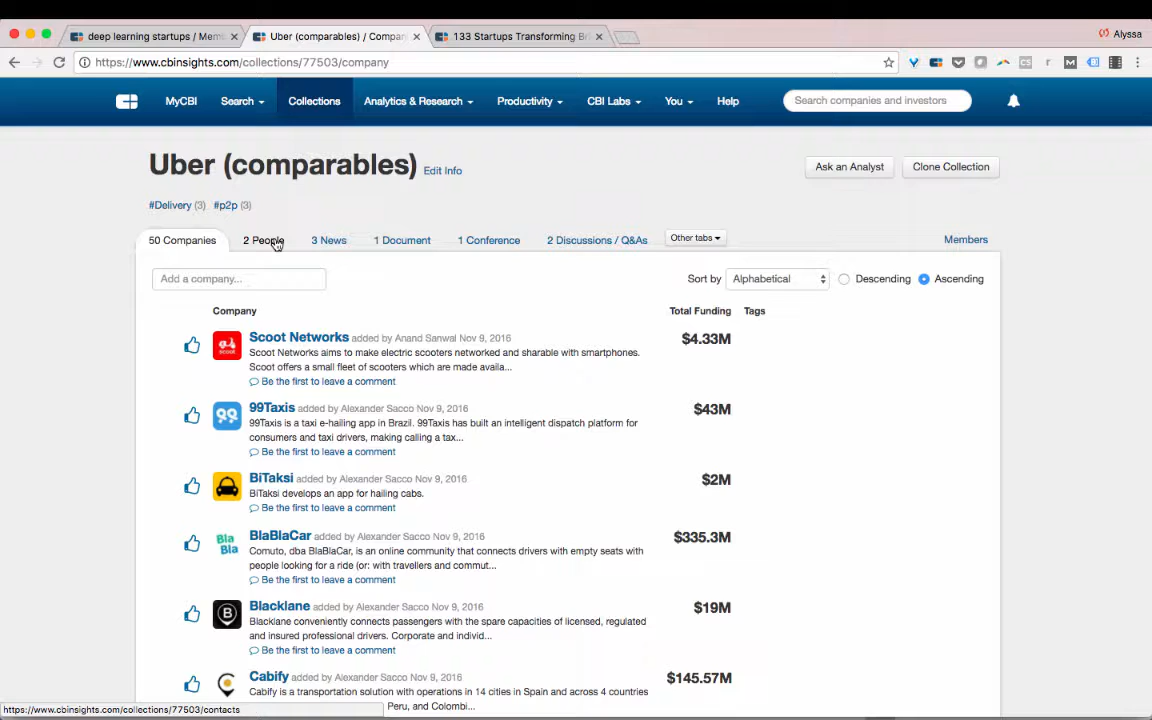 deep learning startups / Mem
Uber (comparables) / Compan
133 Startups Transforming Br
Alyssa
https://www.cbinsights.com/collections/77503/company
MyCBI
Search
Collections
Analytics & Research
Productivity
CBI Labs
You
Help
Search companies and investors
Uber (comparables) Edit Info
Ask an Analyst
Clone Collection
#Delivery (3) #p2p (3)
50 Companies
2 People
3 News
1 Document
1 Conference
2 Discussions / Q&As
Other tabs
Members
Add a company...
Sort by Alphabetical Descending Ascending
Company Total Funding Tags
Scoot Networks added by Anand Sanwal Nov 9, 2016
$4.33M
Scoot Networks aims to make electric scooters networked and sharable with smartphones.
Scoot offers a small fleet of scooters which are made availa...
Be the first to leave a comment
99Taxis added by Alexander Sacco Nov 9, 2016
$43M
99Taxis is a taxi e-hailing app in Brazil. 99Taxis has built an intelligent dispatch platform for
consumers and taxi drivers, making calling a tax...
Be the first to leave a comment
BiTaksi added by Alexander Sacco Nov 9, 2016
$2M
BiTaksi develops an app for hailing cabs.
Be the first to leave a comment
BlaBlaCar added by Alexander Sacco Nov 9, 2016
$335.3M
Bla
Bla
Comuto, dba BlaBlaCar, is an online community that connects drivers with empty seats with
people looking for a ride (or: with travellers and commut...
Be the first to leave a comment
Blacklane added by Alexander Sacco Nov 9, 2016
$19M
Blacklane conveniently connects passengers with the spare capacities of licensed, regulated
and insured professional drivers. Corporate and individ...
Be the first to leave a comment
Cabify added by Alexander Sacco Nov 9, 2016
$145.57M
Cabify is a transportation solution with operations in 14 cities in Spain and across 4 countries
Peru, and Colombi...
https://www.cbinsights.com/collections/77503/contacts